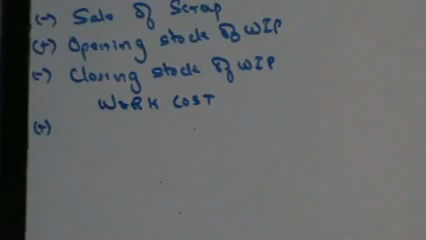 (-) Sale of Scrap
(+) Opening stock of WIP
(-) Closing stock of WIP
WORK COST
(+)